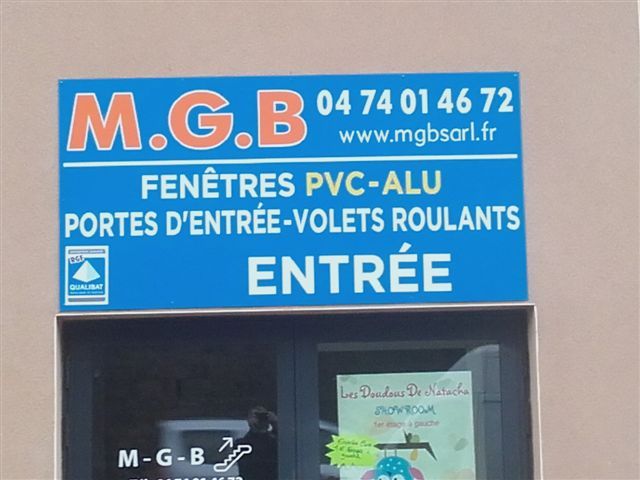 M.G.B 04 74 01 46 72
www.mgbsarl.fr
FENÊTRES PVC-ALU
PORTES D'ENTRÉE-VOLETS ROULANTS
RGE
QUALIBAT
ENTRÉE
Les Doudous De Natacha
SHOWROOM
1er étage à gauche
M-G-B